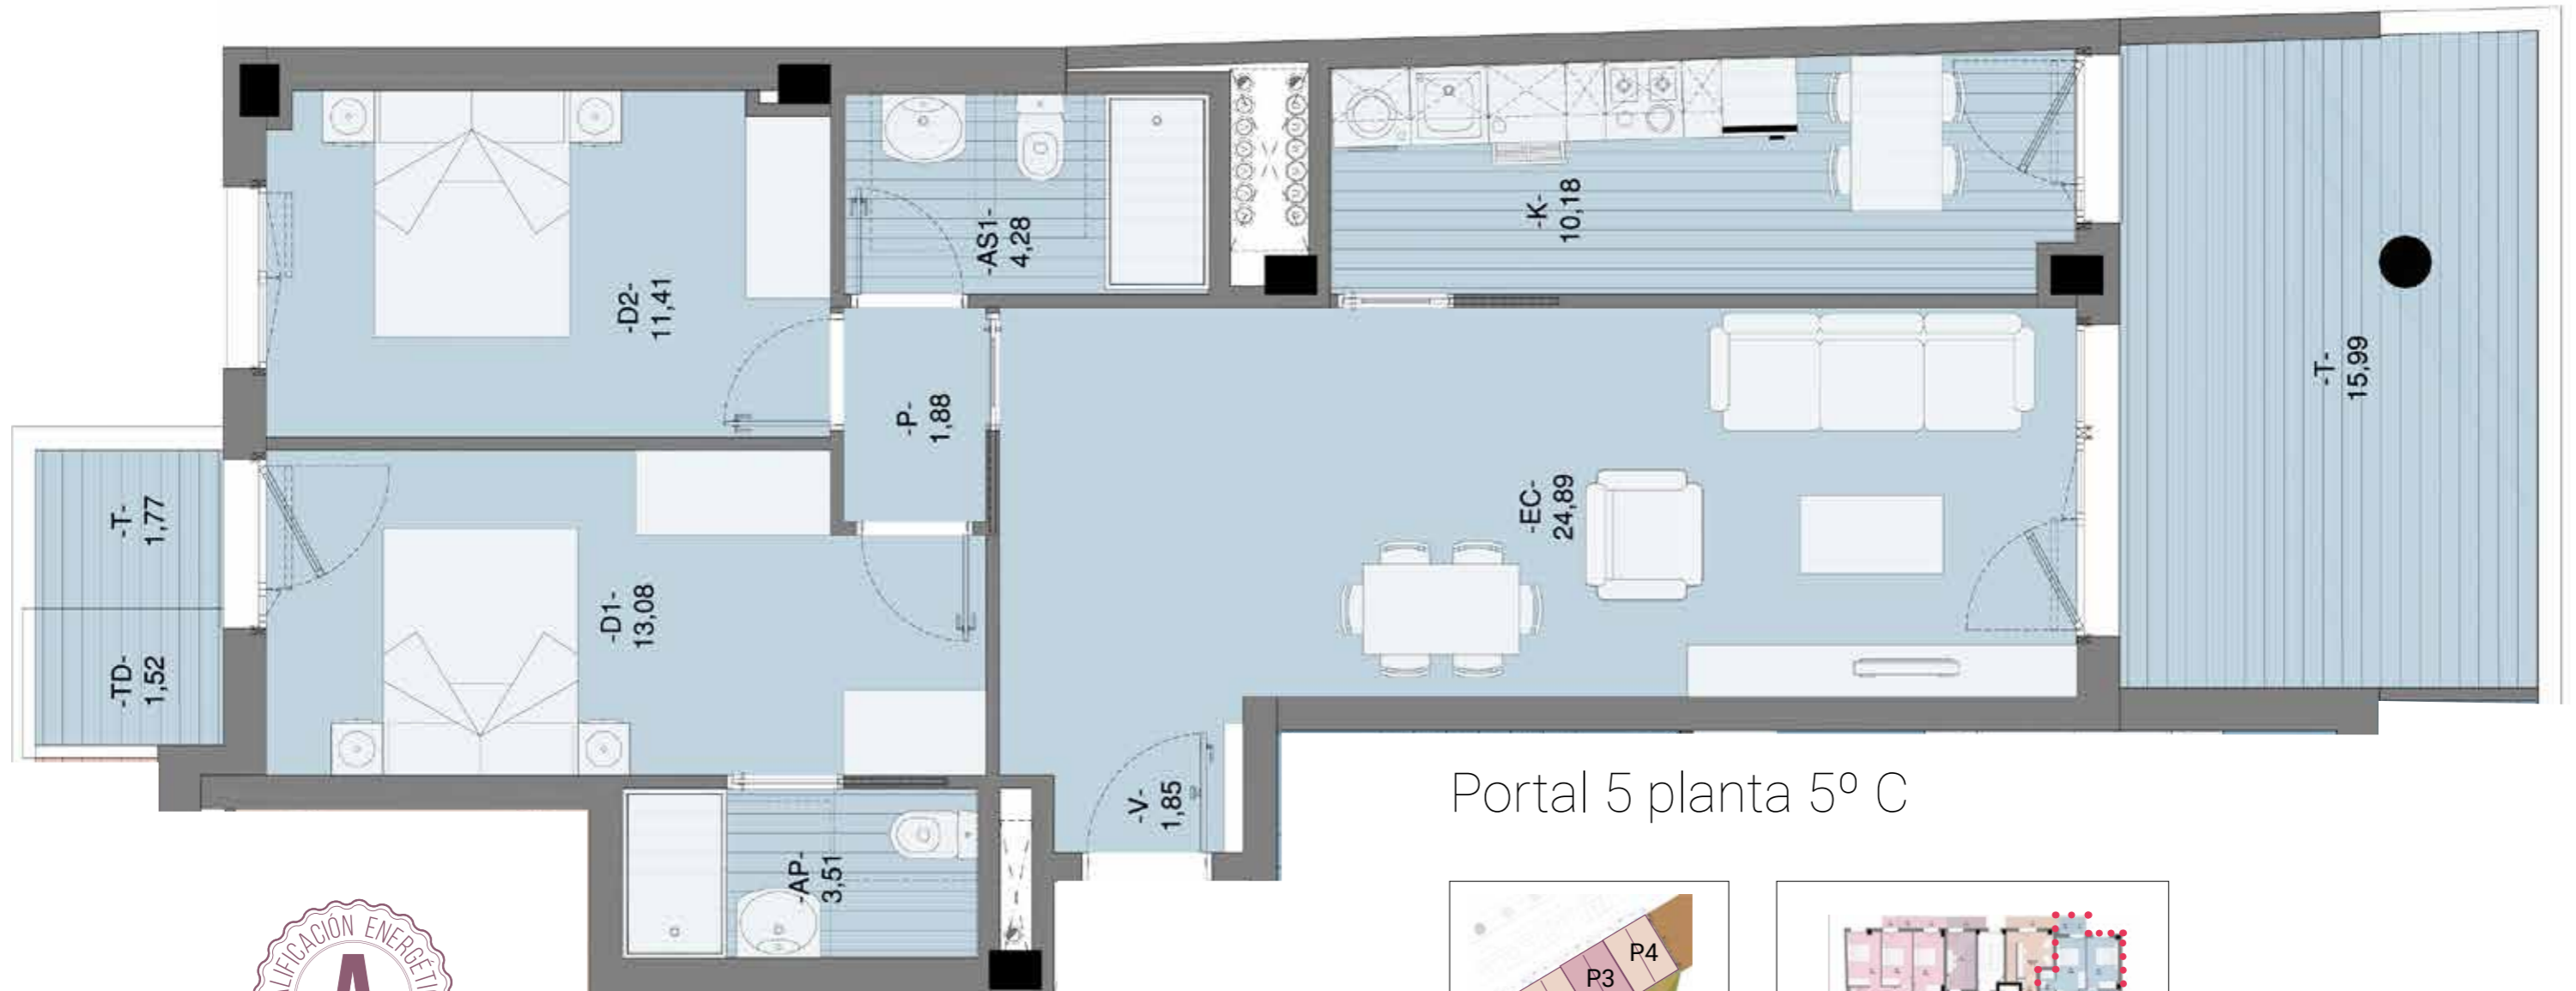 -D2-
11,41
-AS1-
4,28
-K-
10,18
-T-
15,99
-P-
1,88
-EC-
24,89
-T-
1,77
-TD-
1,52
-D1-
13,08
-V-
1,85
-AP-
3,51
Portal 5 planta 5º C
P4
P3
A